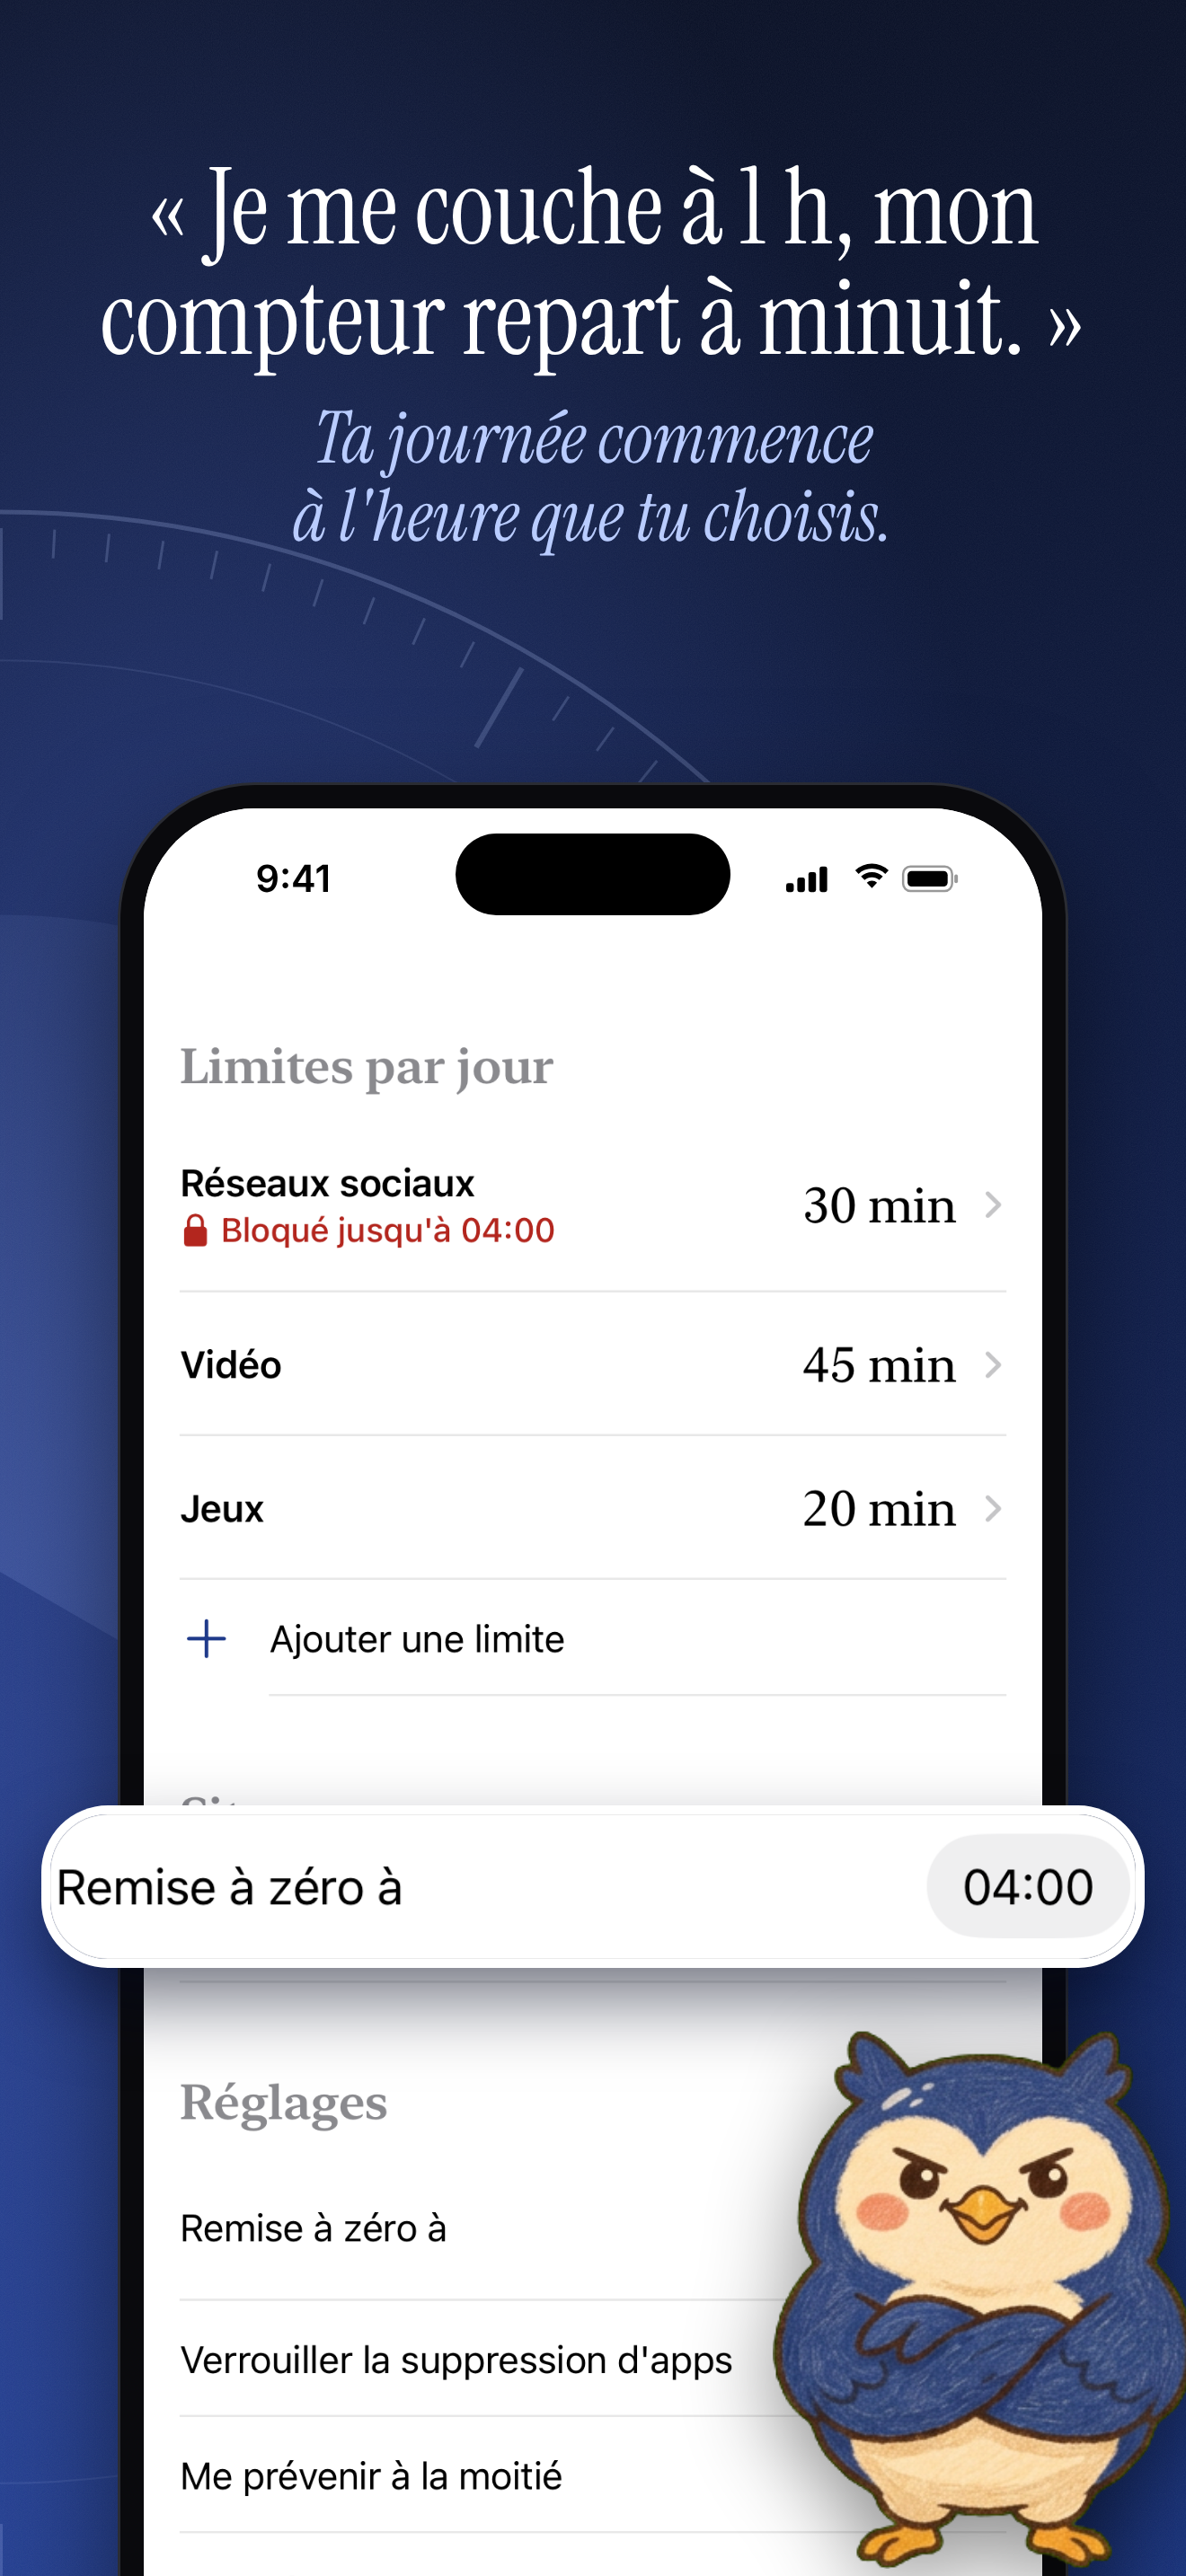 « Je me couche à 1 h, mon
compteur repart à minuit. »
Ta journée commence
à l'heure que tu choisis.
9:41
Limites par jour
Réseaux sociaux
Bloqué jusqu'à 04:00
30 min
Vidéo
45 min
Jeux
20 min
Ajouter une limite
Remise à zéro à
04:00
Réglages
Remise à zéro à
Verrouiller la suppression d'apps
Me prévenir à la moitié